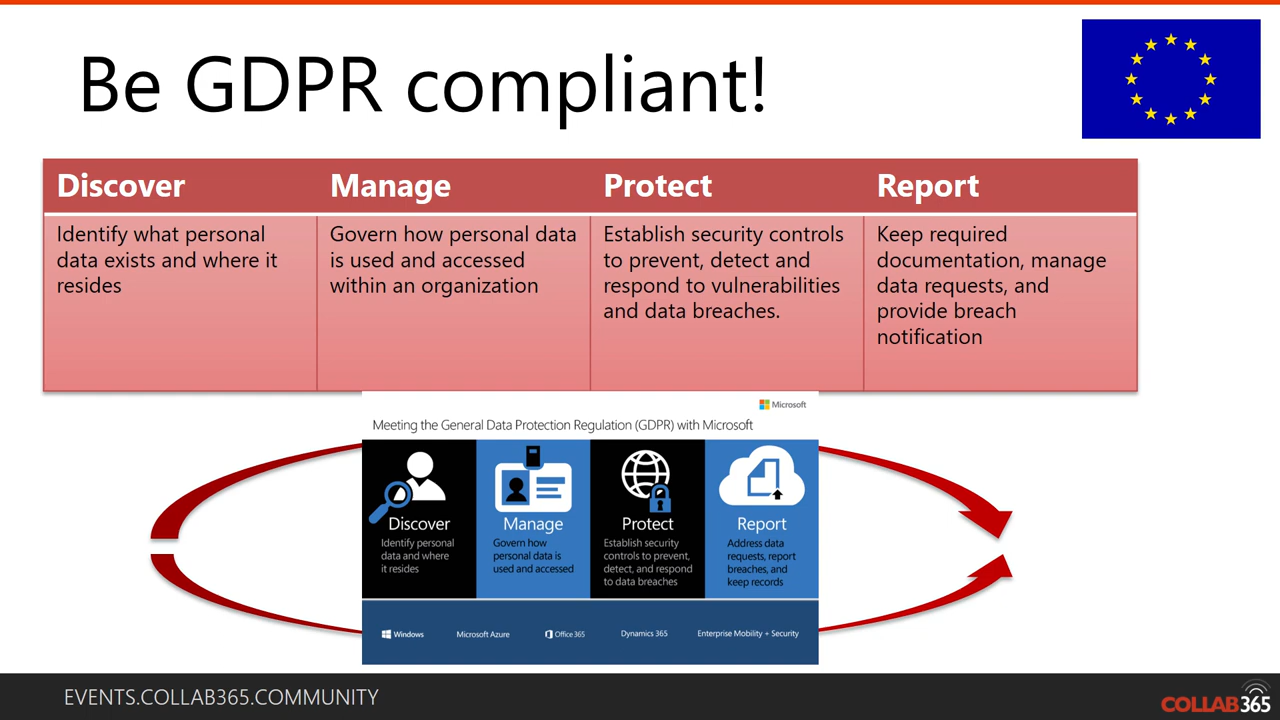 Be GDPR compliant!
Discover
Manage
Protect
Report
Identify what personal
data exists and where it
resides
Govern how personal data
is used and accessed
within an organization
Establish security controls
to prevent, detect and
respond to vulnerabilities
and data breaches.
Keep required
documentation, manage
data requests, and
provide breach
notification
Microsoft
Meeting the General Data Protection Regulation (GDPR) with Microsoft
Discover
Identify personal
data and where
it resides
Manage
Govern how
personal data is
used and accessed
Protect
Establish security
controls to prevent,
detect, and respond
to data breaches
Report
Address data
requests, report
breaches, and
keep records
Windows
Microsoft Azure
Office 365
Dynamics 365
Enterprise Mobility + Security
EVENTS.COLLAB365.COMMUNITY
COLLAB365